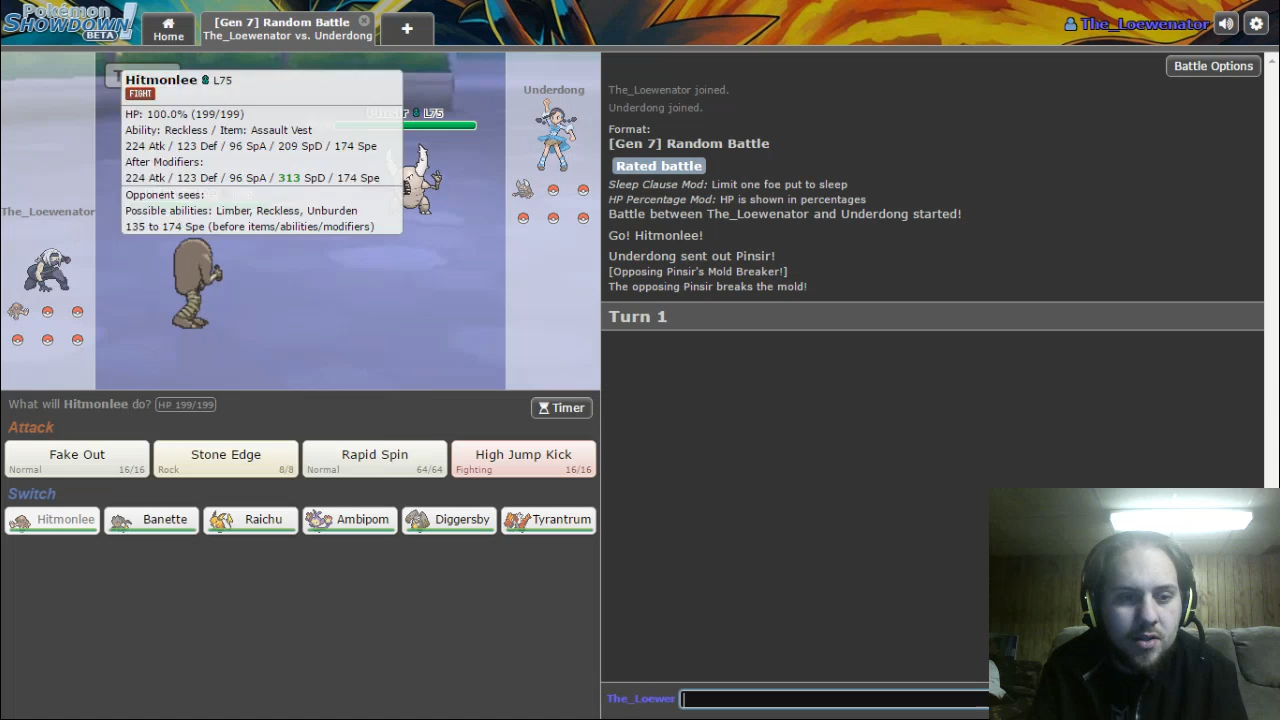 Pokémon
SHOWDOWN!
BETA
Home
[Gen 7] Random Battle
The_Loewenator vs. Underdong
+
The_Loewenator
Hitmonlee L75
FIGHT
HP: 100.0% (199/199)
Ability: Reckless / Item: Assault Vest
224 Atk / 123 Def / 96 SpA / 209 SpD / 174 Spe
After Modifiers:
224 Atk / 123 Def / 96 SpA / 313 SpD / 174 Spe
Opponent sees:
Possible abilities: Limber, Reckless, Unburden
135 to 174 Spe (before items/abilities/modifiers)
L75
Underdong
The_Loewenator
What will Hitmonlee do? HP 199/199
Timer
Attack
Fake Out
Normal 16/16
Stone Edge
Rock 8/8
Rapid Spin
Normal 64/64
High Jump Kick
Fighting 16/16
Switch
Hitmonlee
Banette
Raichu
Ambipom
Diggersby
Tyrantrum
Battle Options
The_Loewenator joined.
Underdong joined.
Format:
[Gen 7] Random Battle
Rated battle
Sleep Clause Mod: Limit one foe put to sleep
HP Percentage Mod: HP is shown in percentages
Battle between The_Loewenator and Underdong started!
Go! Hitmonlee!
Underdong sent out Pinsir!
[Opposing Pinsir's Mold Breaker!]
The opposing Pinsir breaks the mold!
Turn 1
The_Loewer